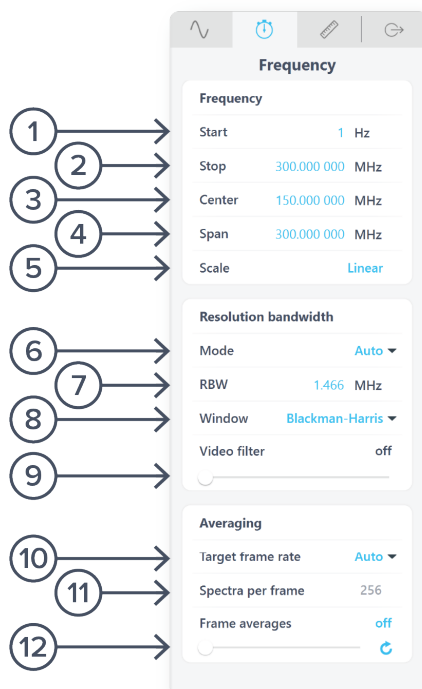 Frequency
Frequency
1 Start 1 Hz
2 Stop 300.000 000 MHz
3 Center 150.000 000 MHz
4 Span 300.000 000 MHz
5 Scale Linear
Resolution bandwidth
6 Mode Auto
7 RBW 1.466 MHz
8 Window Blackman-Harris
Video filter off
9
Averaging
10 Target frame rate Auto
11 Spectra per frame 256
Frame averages off
12